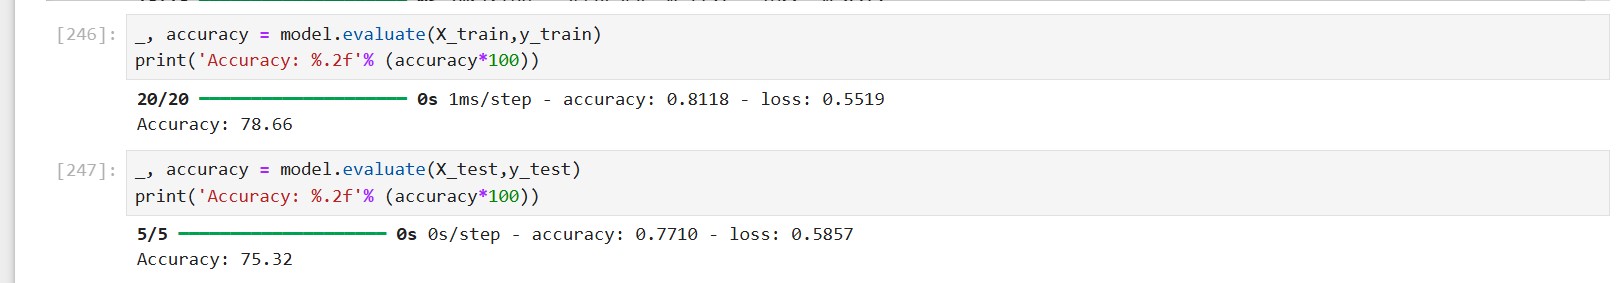 [246]: _, accuracy = model.evaluate(X_train,y_train)
print('Accuracy: %.2f'% (accuracy*100))
20/20 0s 1ms/step - accuracy: 0.8118 - loss: 0.5519
Accuracy: 78.66
[247]: _, accuracy = model.evaluate(X_test,y_test)
print('Accuracy: %.2f'% (accuracy*100))
5/5 0s 0s/step - accuracy: 0.7710 - loss: 0.5857
Accuracy: 75.32